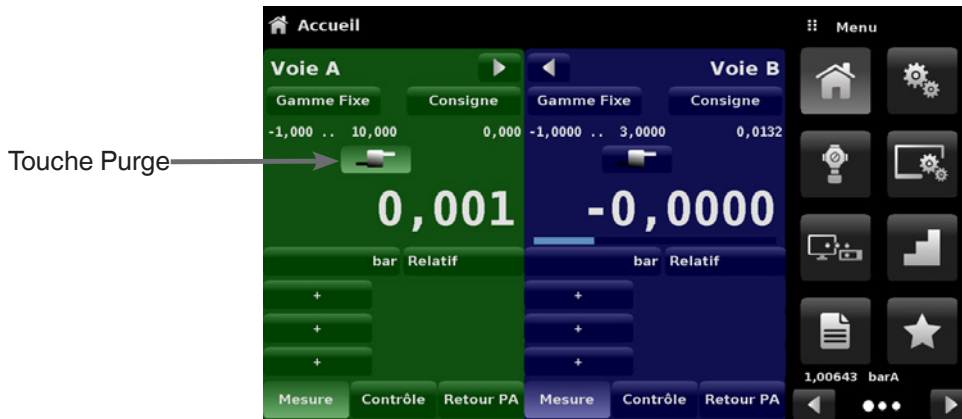 Accueil
Menu
Voie A
Voie B
Gamme Fixe
Consigne
Gamme Fixe
Consigne
-1,000 .. 10,000
0,000
-1,0000 .. 3,0000
0,0132
Touche Purge
0,001
-0,0000
bar
Relatif
bar
Relatif
+
+
+
+
+
+
1,00643 barA
Mesure
Contrôle
Retour PA
Mesure
Contrôle
Retour PA